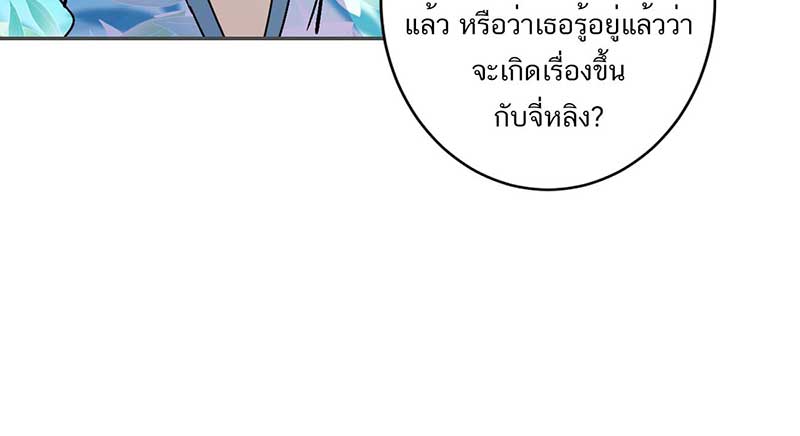 แล้ว หรือว่าเธอรู้อยู่แล้วว่า
จะเกิดเรื่องขึ้น
กับจี่หลิง?